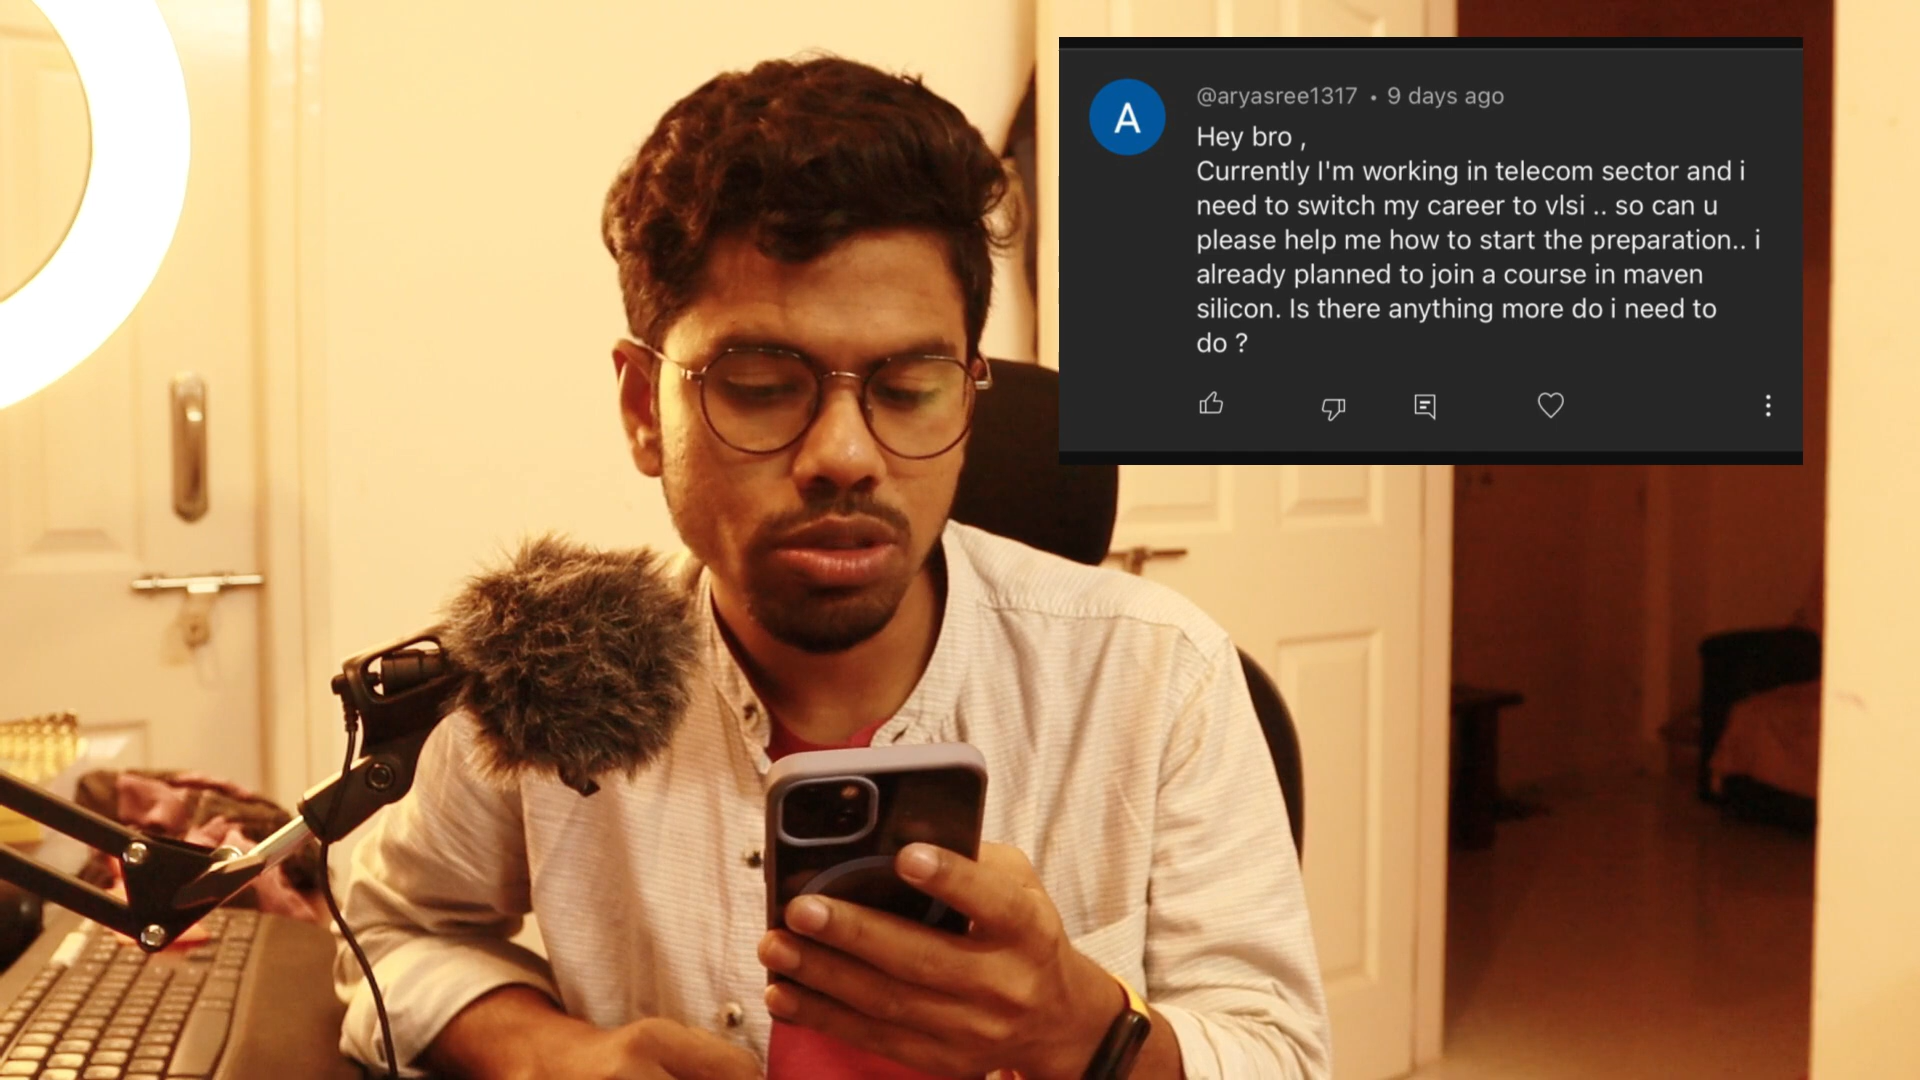 A
@aryasree1317 • 9 days ago
Hey bro ,
Currently I'm working in telecom sector and i
need to switch my career to vlsi .. so can u
please help me how to start the preparation.. i
already planned to join a course in maven
silicon. Is there anything more do i need to
do ?